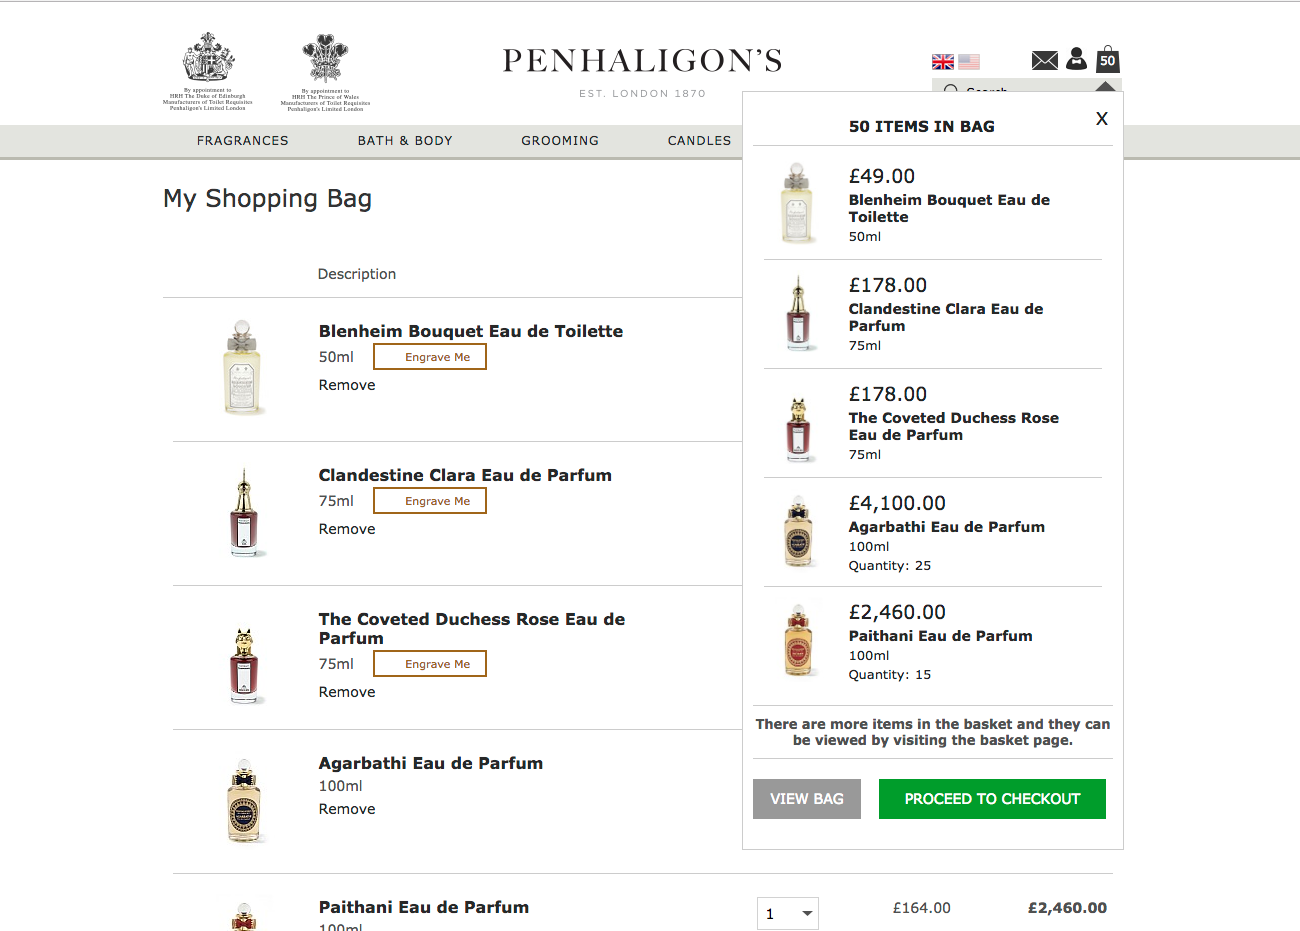 By appointment to
HRH The Duke of Edinburgh
Manufacturers of Toilet Requisites
Penhaligon's Limited London
By appointment to
HRH The Prince of Wales
Manufacturers of Toilet Requisites
Penhaligon's Limited London
PENHALIGON'S
EST. LONDON 1870
50
Search
FRAGRANCES
BATH & BODY
GROOMING
CANDLES
My Shopping Bag
Description
Blenheim Bouquet Eau de Toilette
50ml
Engrave Me
Remove
Clandestine Clara Eau de Parfum
75ml
Engrave Me
Remove
The Coveted Duchess Rose Eau de
Parfum
75ml
Engrave Me
Remove
Agarbathi Eau de Parfum
100ml
Remove
Paithani Eau de Parfum
100ml
1
£164.00
£2,460.00
50 ITEMS IN BAG
X
£49.00
Blenheim Bouquet Eau de
Toilette
50ml
£178.00
Clandestine Clara Eau de
Parfum
75ml
£178.00
The Coveted Duchess Rose
Eau de Parfum
75ml
£4,100.00
Agarbathi Eau de Parfum
100ml
Quantity: 25
£2,460.00
Paithani Eau de Parfum
100ml
Quantity: 15
There are more items in the basket and they can
be viewed by visiting the basket page.
VIEW BAG
PROCEED TO CHECKOUT